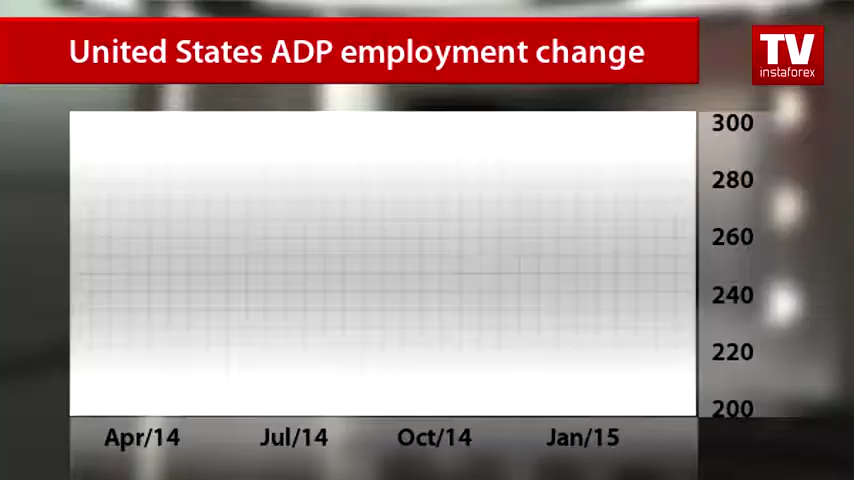 United States ADP employment change
TV
instaforex
300
280
260
240
220
200
Apr/14 Jul/14 Oct/14 Jan/15